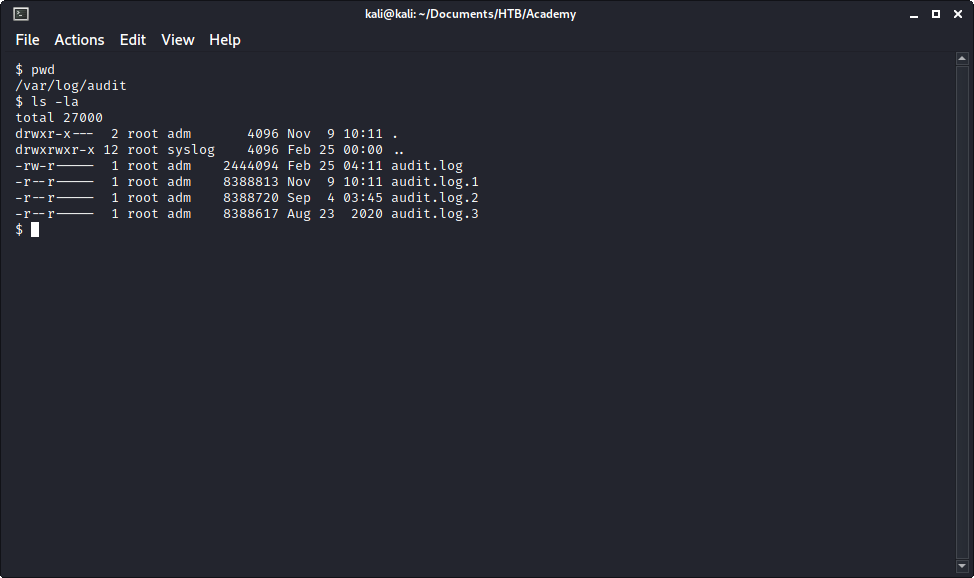 kali@kali: ~/Documents/HTB/Academy
File Actions Edit View Help
$ pwd
/var/log/audit
$ ls -la
total 27000
drwxr-x---  2 root adm       4096 Nov  9 10:11 .
drwxrwxr-x 12 root syslog    4096 Feb 25 00:00 ..
-rw-r-----  1 root adm    2444094 Feb 25 04:11 audit.log
-r--r-----  1 root adm    8388813 Nov  9 10:11 audit.log.1
-r--r-----  1 root adm    8388720 Sep  4 03:45 audit.log.2
-r--r-----  1 root adm    8388617 Aug 23  2020 audit.log.3
$